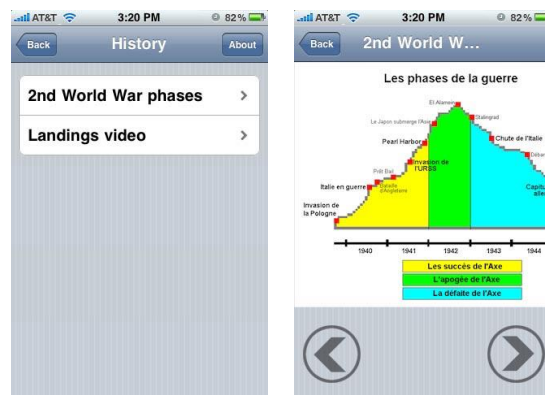 AT&T 3:20 PM 82%
Back History About
2nd World War phases
Landings video
AT&T 3:20 PM 82%
Back 2nd World W...
Les phases de la guerre
El Alamein
Le Japon submerge l'Asie
Stalingrad
Pearl Harbor
Chute de l'Italie
Invasion de
l'URSS
Prêt Bail
Italie en guerre
Bataille
d'Angleterre
Invasion de
la Pologne
1940 1941 1942 1943 1944
Les succès de l'Axe
L'apogée de l'Axe
La défaite de l'Axe